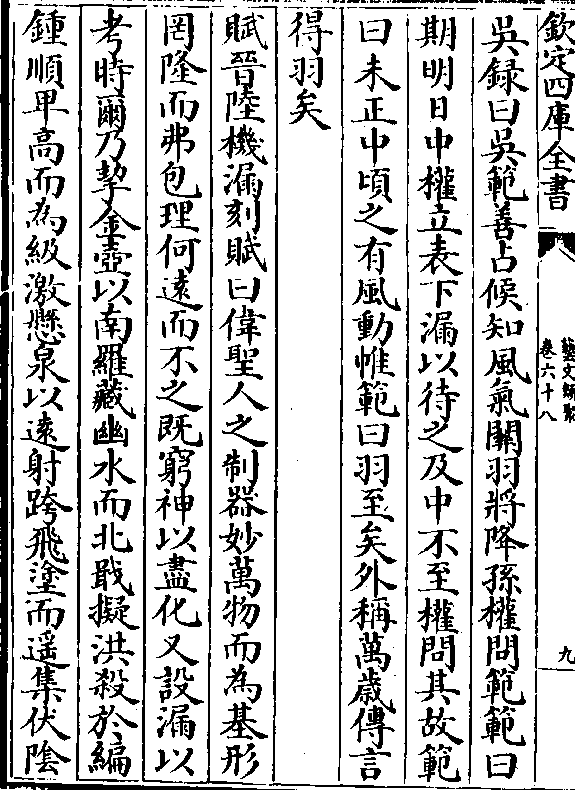 欽定四庫全書
藝文類聚
卷六十八
九
吳録曰吳範善占候知風氣闗羽將降孫權問範範曰
期明日中權立表下漏以待之及中不至權問其故範
曰未正中頃之有風動帷範曰羽至矣外稱萬歲傳言
得羽矣
賦晉陸機漏刻賦曰偉聖人之制器妙萬物而為基形
罔隆而弗包理何逺而不之既窮神以盡化又設漏以
考時爾乃挈金壺以南羅藏幽水而北戢擬洪殺於編
鍾順卑高而為級激懸泉以逺射跨飛塗而遥集伏隂